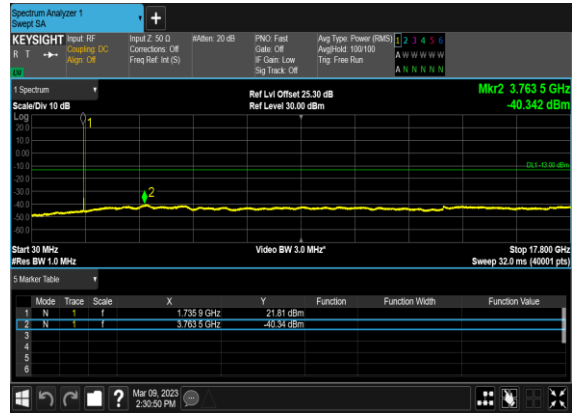 Spectrum Analyzer 1
Swept SA
+
KEYSIGHT Input: RF Input Z: 50 Ω #Atten: 20 dB PNO: Fast Avg Type: Power (RMS) 1 2 3 4 5 6
R T Coupling: DC Corrections: Off Gate: Off Avg|Hold: 100/100 A W W W W W
Align: Off Freq Ref: Int (S) IF Gain: Low Trig: Free Run
Sig Track: Off A N N N N N
LW
1 Spectrum Ref Lvl Offset 25.30 dB Mkr2 3.763 5 GHz
Scale/Div 10 dB Ref Level 30.00 dBm -40.342 dBm
Log
20.0
1
10.0
0.00
-10.0
DL1 -13.00 dBm
-20.0
-30.0
2
-40.0
-50.0
-60.0
Start 30 MHz Video BW 3.0 MHz* Stop 17.800 GHz
#Res BW 1.0 MHz Sweep 32.0 ms (40001 pts)
5 Marker Table
Mode Trace Scale X Y Function Function Width Function Value
1 N 1 f 1.735 9 GHz 21.81 dBm
2 N 1 f 3.763 5 GHz -40.34 dBm
3
4
5
6
? Mar 09, 2023
2:30:50 PM